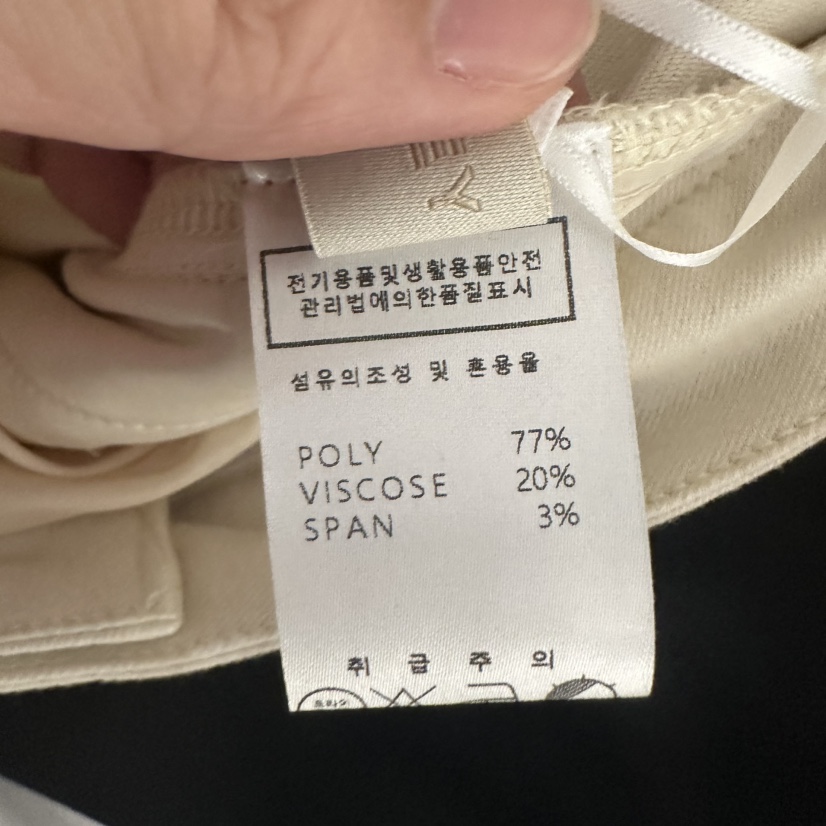 전기용품및생활용품안전
관리법에의한품질표시
섬유의조성 및 혼용율
POLY 77%
VISCOSE 20%
SPAN 3%
취 급 주 의